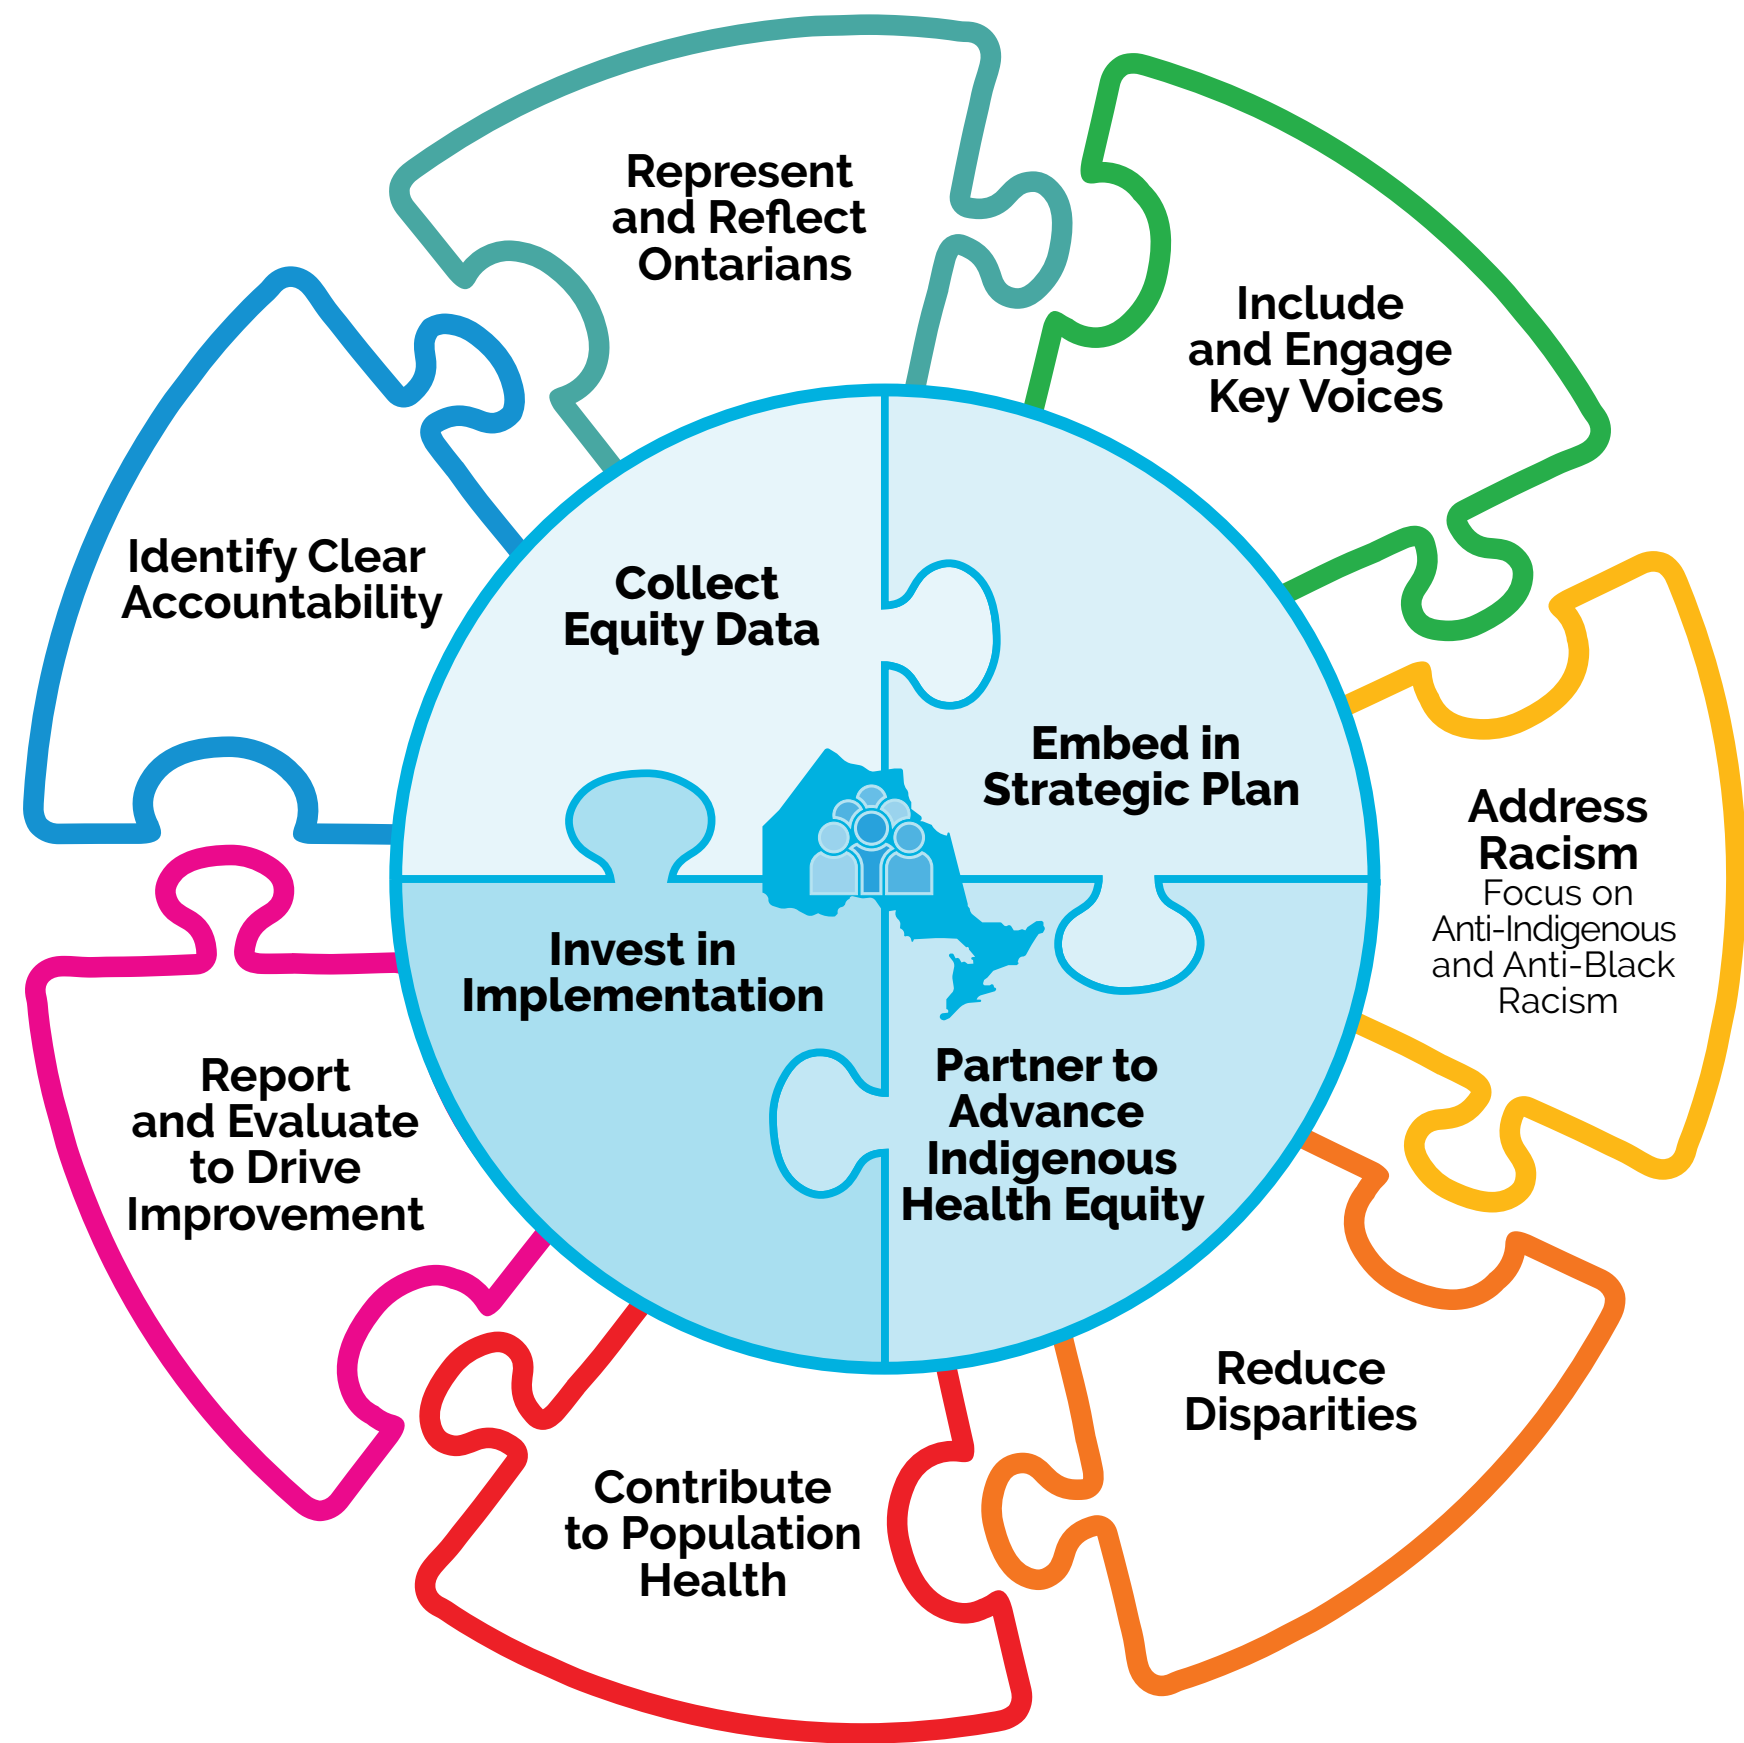 Represent
and Reflect
Ontarians
Include
and Engage
Key Voices
Address
Racism
Focus on
Anti-Indigenous
and Anti-Black
Racism
Reduce
Disparities
Contribute
to Population
Health
Report
and Evaluate
to Drive
Improvement
Identify Clear
Accountability
Collect
Equity Data
Embed in
Strategic Plan
Partner to
Advance
Indigenous
Health Equity
Invest in
Implementation